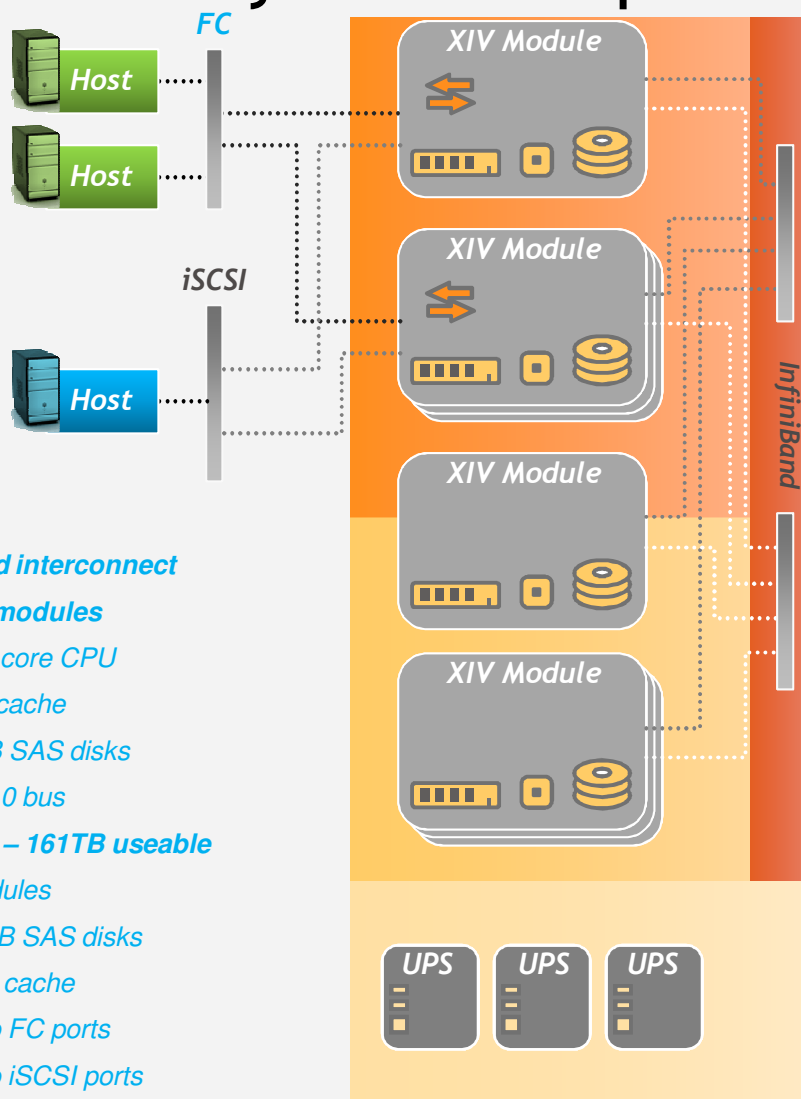 FC
XIV Module
Host
Host
XIV Module
iSCSI
InfiniBand
Host
XIV Module
interconnect
modules
core CPU
XIV Module
cache
SAS disks
0 bus
– 161TB useable
SAS disks
cache
FC ports
iSCSI ports
UPS
UPS
UPS